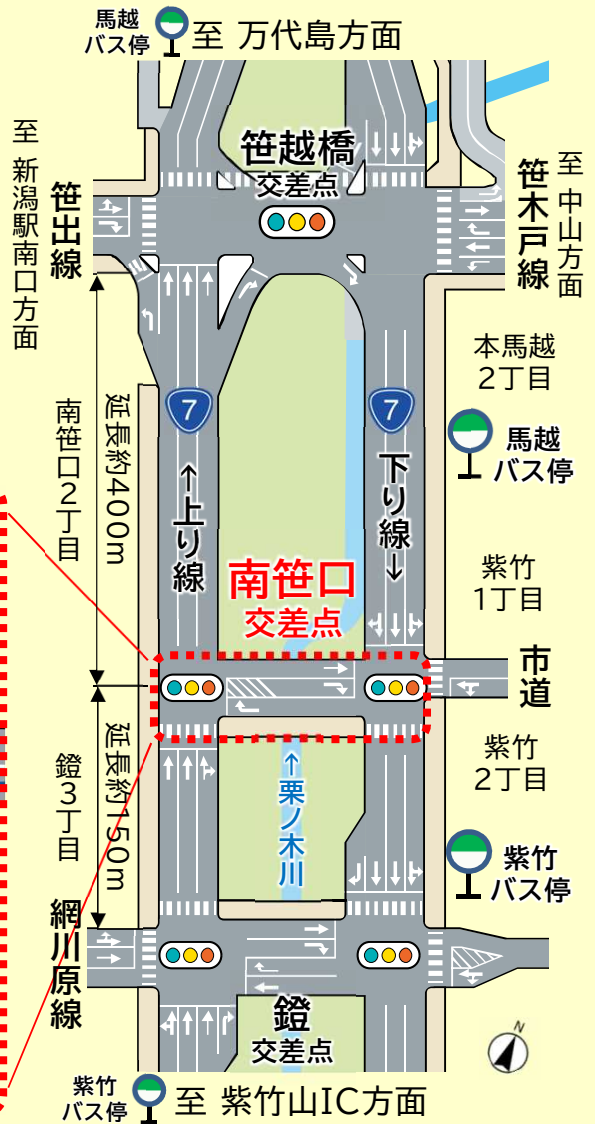 馬越
バス停
至 万代島方面
笹越橋
交差点
至 新潟駅南口方面
笹出線
笹木戸線
至 中山方面
本馬越
2丁目
7
7
馬越
バス停
延長約400m
南笹口2丁目
↑上り線
下り線↓
南笹口
交差点
紫竹
1丁目
市道
紫竹
2丁目
延長約150m
鐙3丁目
↑栗ノ木川
紫竹
バス停
網川原線
鐙
交差点
N
紫竹
バス停
至 紫竹山IC方面